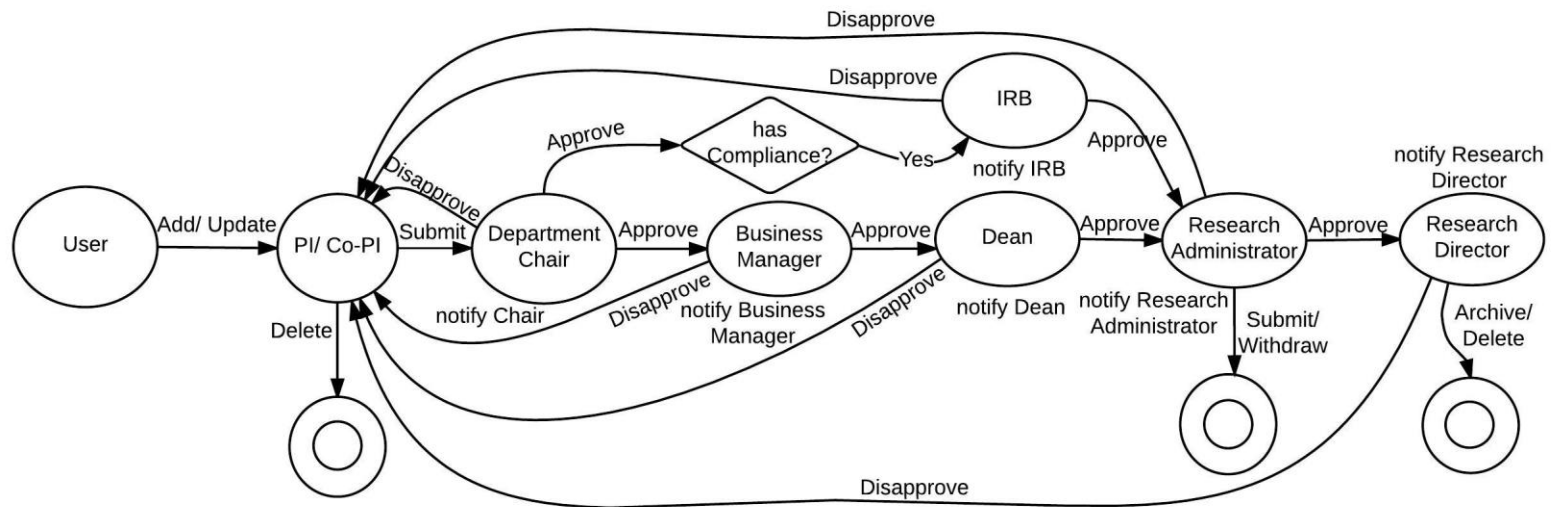 Disapprove
Disapprove
IRB
has
Compliance?
Approve
Yes
Approve
notify IRB
notify Research
Director
Disapprove
User
Add/ Update
PI/ Co-PI
Submit
Department
Chair
Approve
Business
Manager
Approve
Dean
Approve
Research
Administrator
Approve
Research
Director
Delete
notify Chair
Disapprove
notify Business
Manager
Disapprove
notify Dean
notify Research
Administrator
Submit/
Withdraw
Archive/
Delete
Disapprove